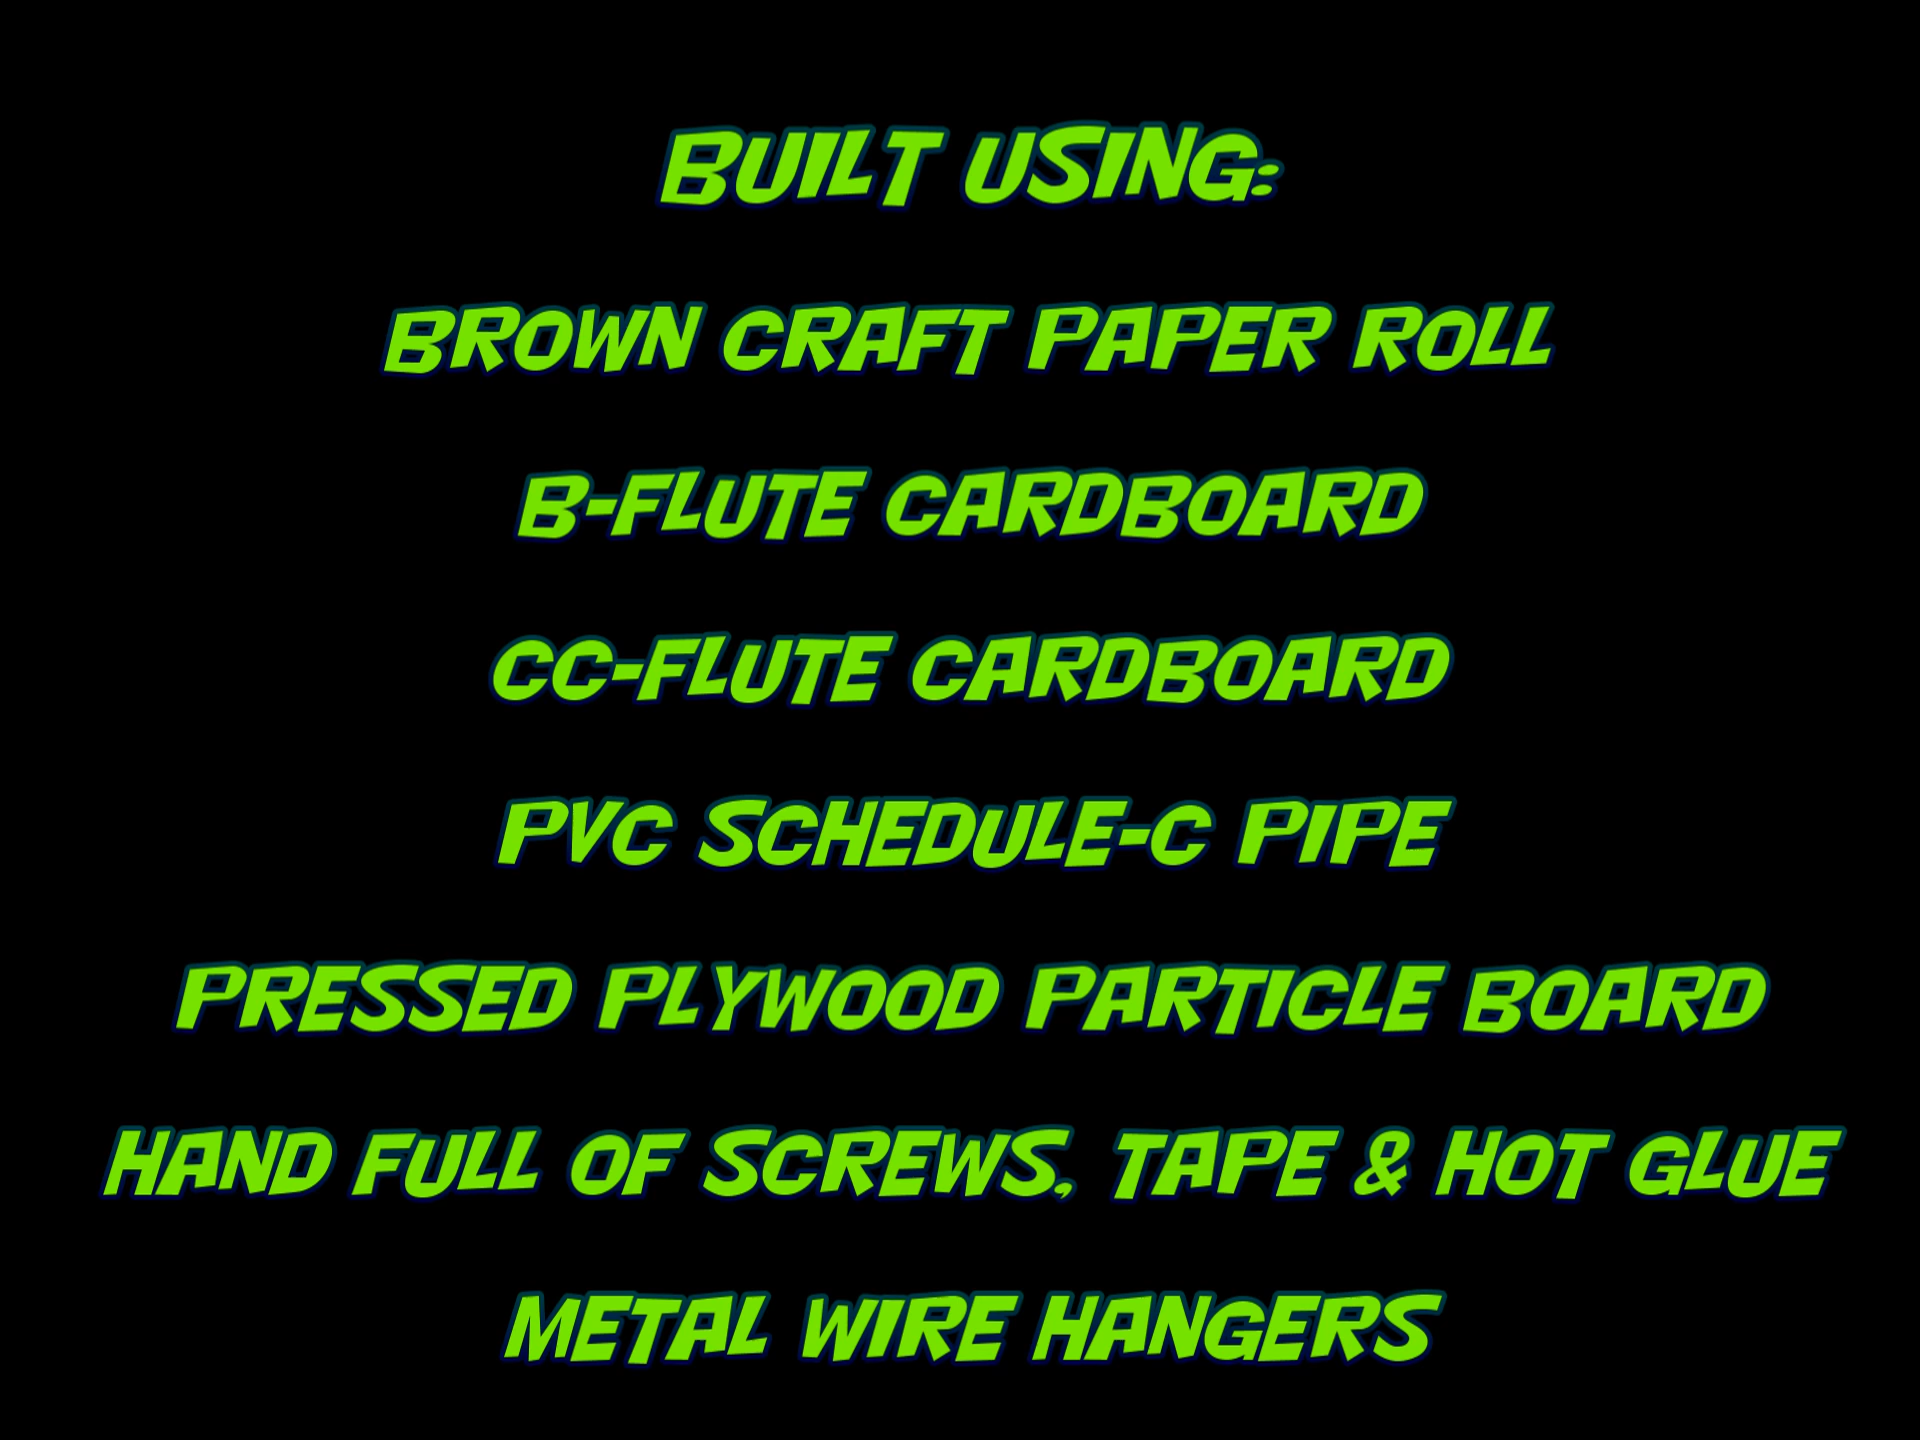 BUILT USING:
BROWN CRAFT PAPER ROLL
B-FLUTE CARDBOARD
CC-FLUTE CARDBOARD
PVC SCHEDULE-C PIPE
PRESSED PLYWOOD PARTICLE BOARD
HAND FULL OF SCREWS, TAPE & HOT GLUE
METAL WIRE HANGERS